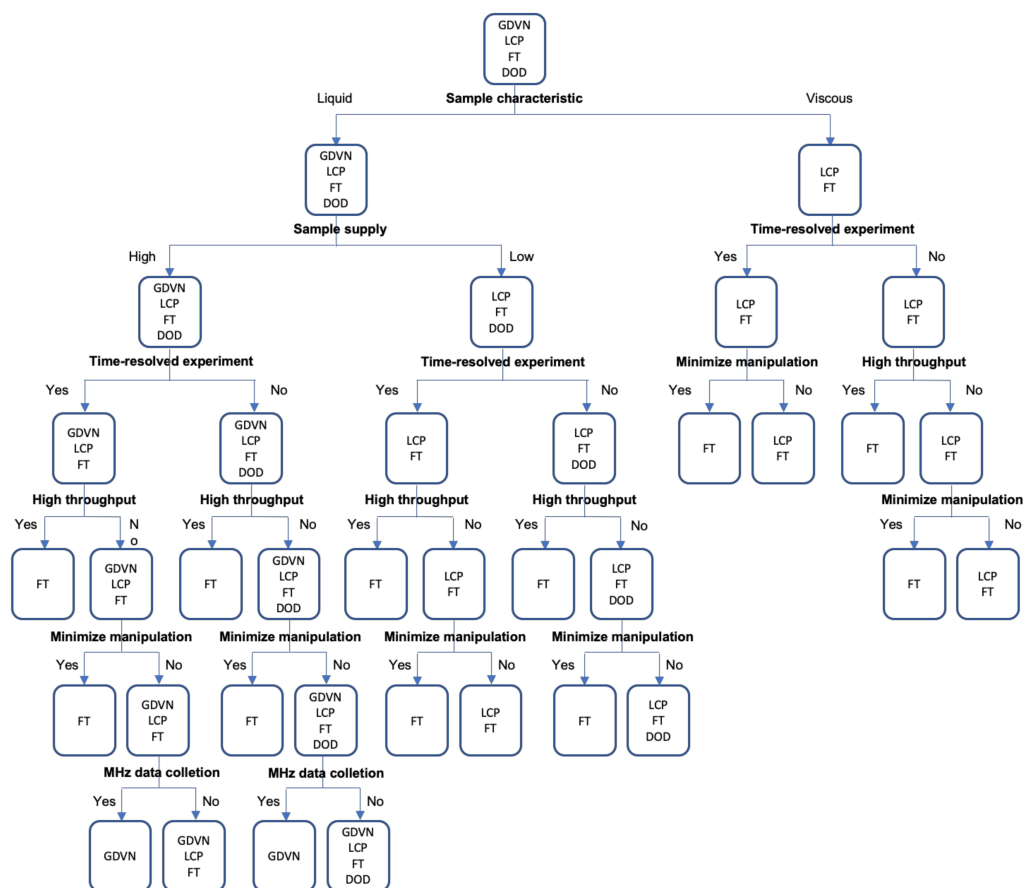 GDVN
LCP
FT
DOD
Liquid
Sample characteristic
Viscous
GDVN
LCP
FT
DOD
LCP
FT
Sample supply
Time-resolved experiment
High
Low
Yes
No
GDVN
LCP
FT
DOD
LCP
FT
DOD
LCP
FT
LCP
FT
Time-resolved experiment
Time-resolved experiment
Minimize manipulation
High throughput
Yes
No
Yes
No
Yes
No
Yes
No
GDVN
LCP
FT
GDVN
LCP
FT
DOD
LCP
FT
LCP
FT
DOD
FT
LCP
FT
FT
LCP
FT
High throughput
High throughput
High throughput
High throughput
Minimize manipulation
Yes
N
o
Yes
No
Yes
No
Yes
No
Yes
No
FT
GDVN
LCP
FT
FT
GDVN
LCP
FT
DOD
FT
LCP
FT
FT
LCP
FT
DOD
FT
LCP
FT
Minimize manipulation
Minimize manipulation
Minimize manipulation
Minimize manipulation
Yes
No
Yes
No
Yes
No
Yes
No
FT
GDVN
LCP
FT
FT
GDVN
LCP
FT
DOD
FT
LCP
FT
FT
LCP
FT
DOD
MHz data colletion
MHz data colletion
Yes
No
Yes
No
GDVN
GDVN
LCP
FT
GDVN
GDVN
LCP
FT
DOD